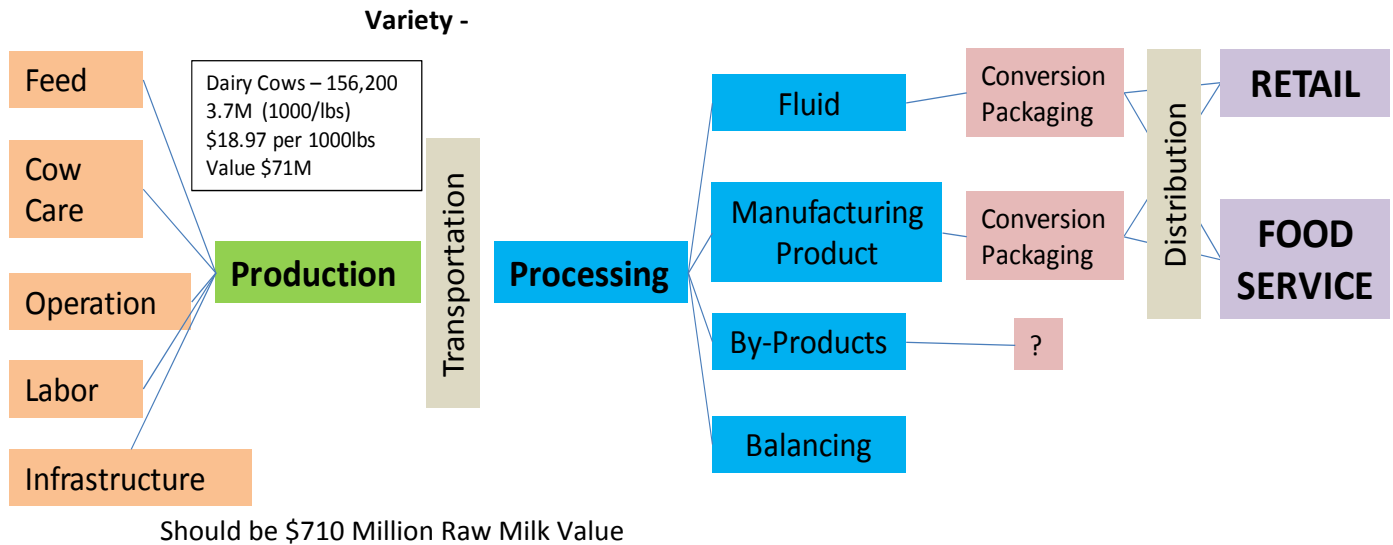 Variety -
Feed
Cow
Care
Operation
Labor
Infrastructure
Dairy Cows – 156,200
3.7M (1000/lbs)
$18.97 per 1000lbs
Value $71M
Production
Transportation
Processing
Fluid
Manufacturing
Product
By-Products
Balancing
Conversion
Packaging
Conversion
Packaging
?
Distribution
RETAIL
FOOD
SERVICE
Should be $710 Million Raw Milk Value